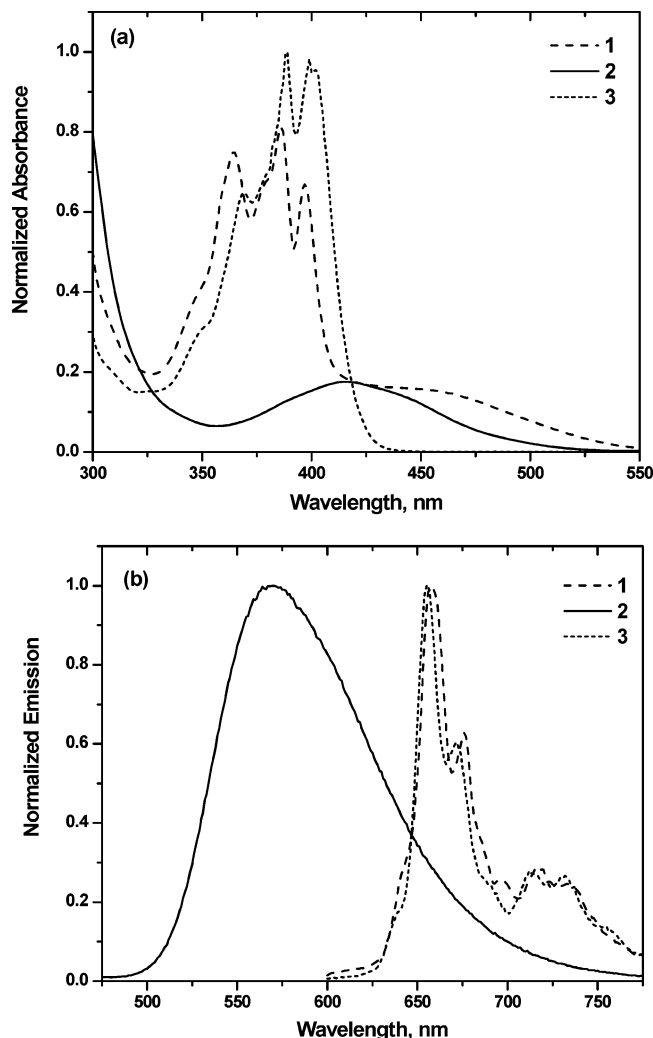 (a)
1
2
3
Normalized Absorbance
1.0
0.8
0.6
0.4
0.2
0.0
300 350 400 450 500 550
Wavelength, nm
(b)
1
2
3
Normalized Emission
1.0
0.8
0.6
0.4
0.2
0.0
500 550 600 650 700 750
Wavelength, nm